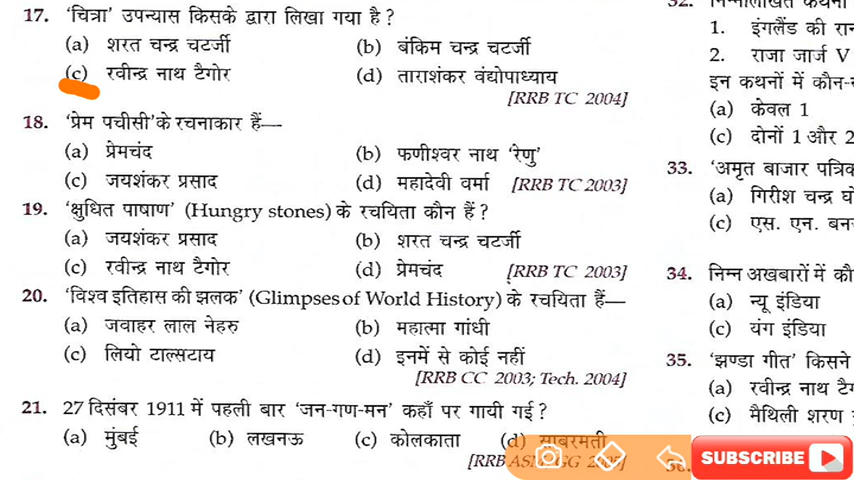 17. 'चित्रा' उपन्यास किसके द्वारा लिखा गया है ?
(a) शरत चन्द्र चटर्जी (b) बंकिम चन्द्र चटर्जी
(c) रवीन्द्र नाथ टैगोर (d) ताराशंकर वंद्योपाध्याय
[RRB TC 2004]
18. 'प्रेम पचीसी' के रचनाकार हैं—
(a) प्रेमचंद (b) फणीश्वर नाथ 'रेणु'
(c) जयशंकर प्रसाद (d) महादेवी वर्मा [RRB TC 2003]
19. 'क्षुधित पाषाण' (Hungry stones) के रचयिता कौन हैं ?
(a) जयशंकर प्रसाद (b) शरत चन्द्र चटर्जी
(c) रवीन्द्र नाथ टैगोर (d) प्रेमचंद [RRB TC 2003]
20. 'विश्व इतिहास की झलक' (Glimpses of World History) के रचयिता हैं—
(a) जवाहर लाल नेहरु (b) महात्मा गांधी
(c) लियो टाल्सटाय (d) इनमें से कोई नहीं
[RRB CC 2003; Tech. 2004]
21. 27 दिसंबर 1911 में पहली बार 'जन-गण-मन' कहाँ पर गायी गई ?
(a) मुंबई (b) लखनऊ (c) कोलकाता (d) साबरमती
[RRB ASM GG 2005]
1. इंगलैंड की
2. राजा जार्ज V
इन कथनों में
(a) केवल 1
(c) दोनों 1 और 2
33. 'अमृत बाजार
(a) गिरीश चन्द्र
(c) एस. एन.
34. निम्न अखबारों में
(a) न्यू इंडिया
(c) यंग इंडिया
35. 'झण्डा गीत' किसने
(a) रवीन्द्र नाथ
(c) मैथिली शरण
SUBSCRIBE